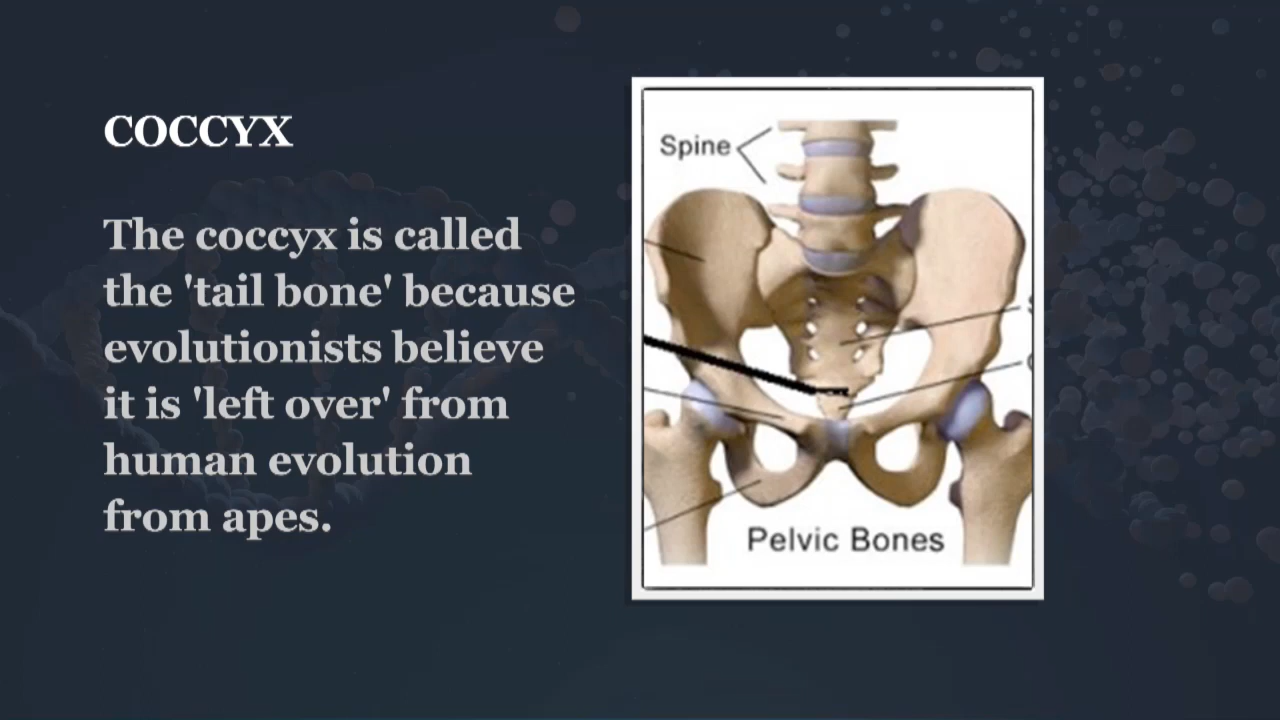 COCCYX
The coccyx is called
the 'tail bone' because
evolutionists believe
it is 'left over' from
human evolution
from apes.
Spine
Pelvic Bones